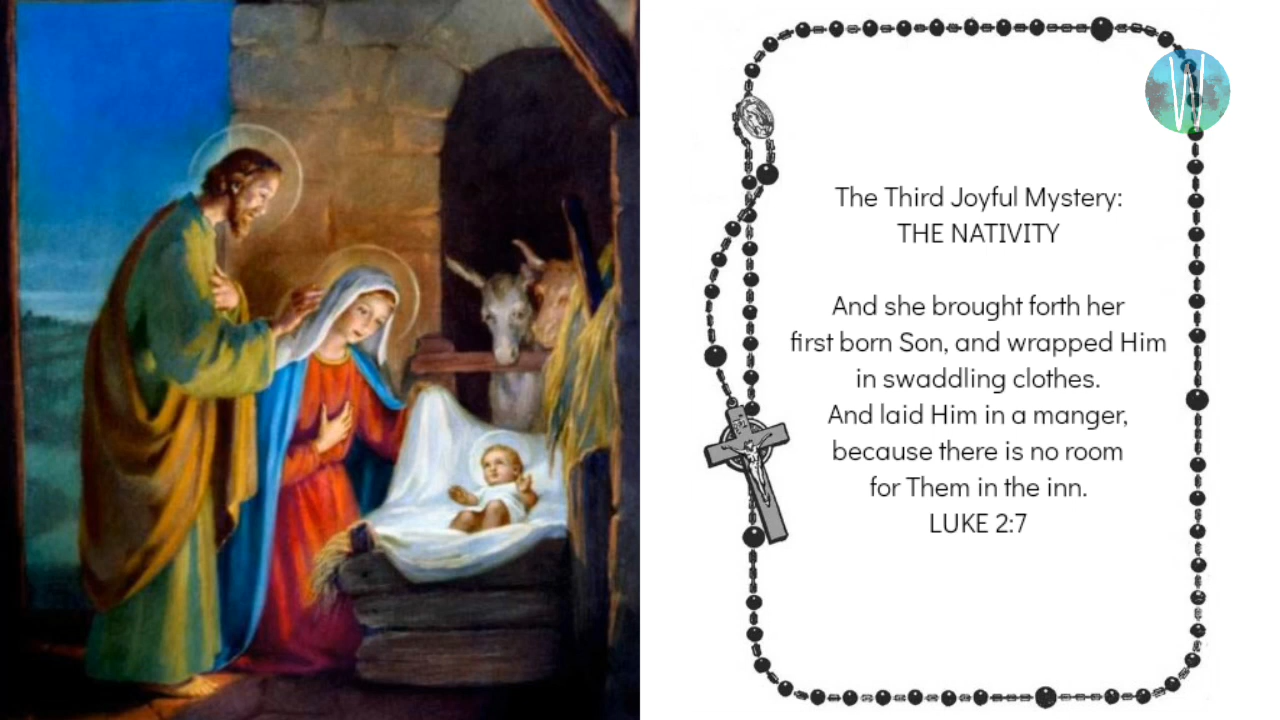 W
The Third Joyful Mystery:
THE NATIVITY
And she brought forth her
first born Son, and wrapped Him
in swaddling clothes.
And laid Him in a manger,
because there is no room
for Them in the inn.
LUKE 2:7